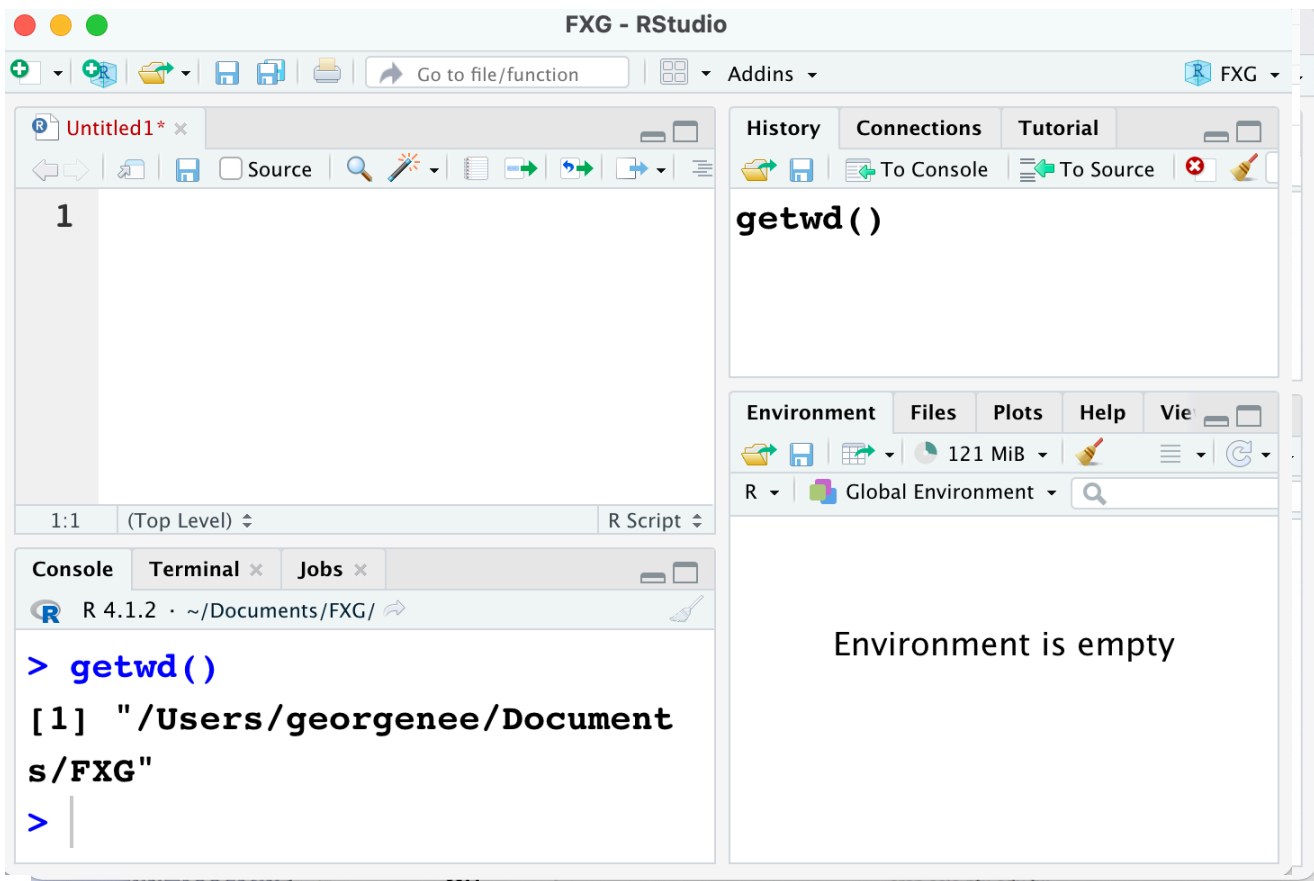 FXG - RStudio
Go to file/function
Addins
FXG
Untitled1*
Source
1
1:1 (Top Level) R Script
History Connections Tutorial
To Console To Source
getwd()
Environment Files Plots Help
121 MiB
R Global Environment
Environment is empty
Console Terminal Jobs
R 4.1.2 · ~/Documents/FXG/
> getwd()
[1] "/Users/georgenee/Document
s/FXG"
>